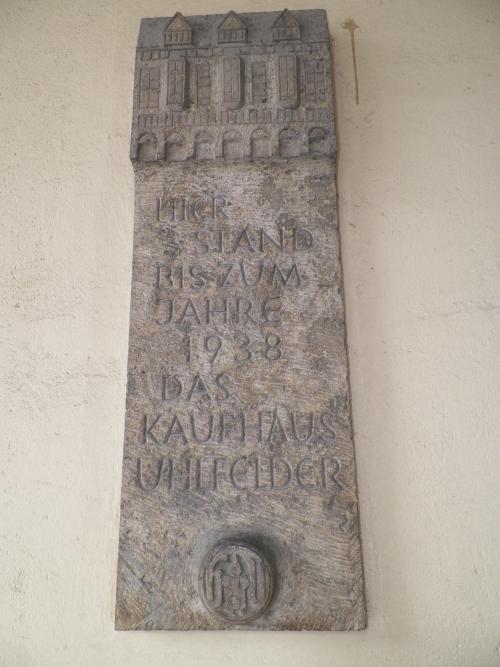 HIER
STAND
BIS ZUM
JAHRE
1938
DAS
KAUFHAUS
UHLFELDER